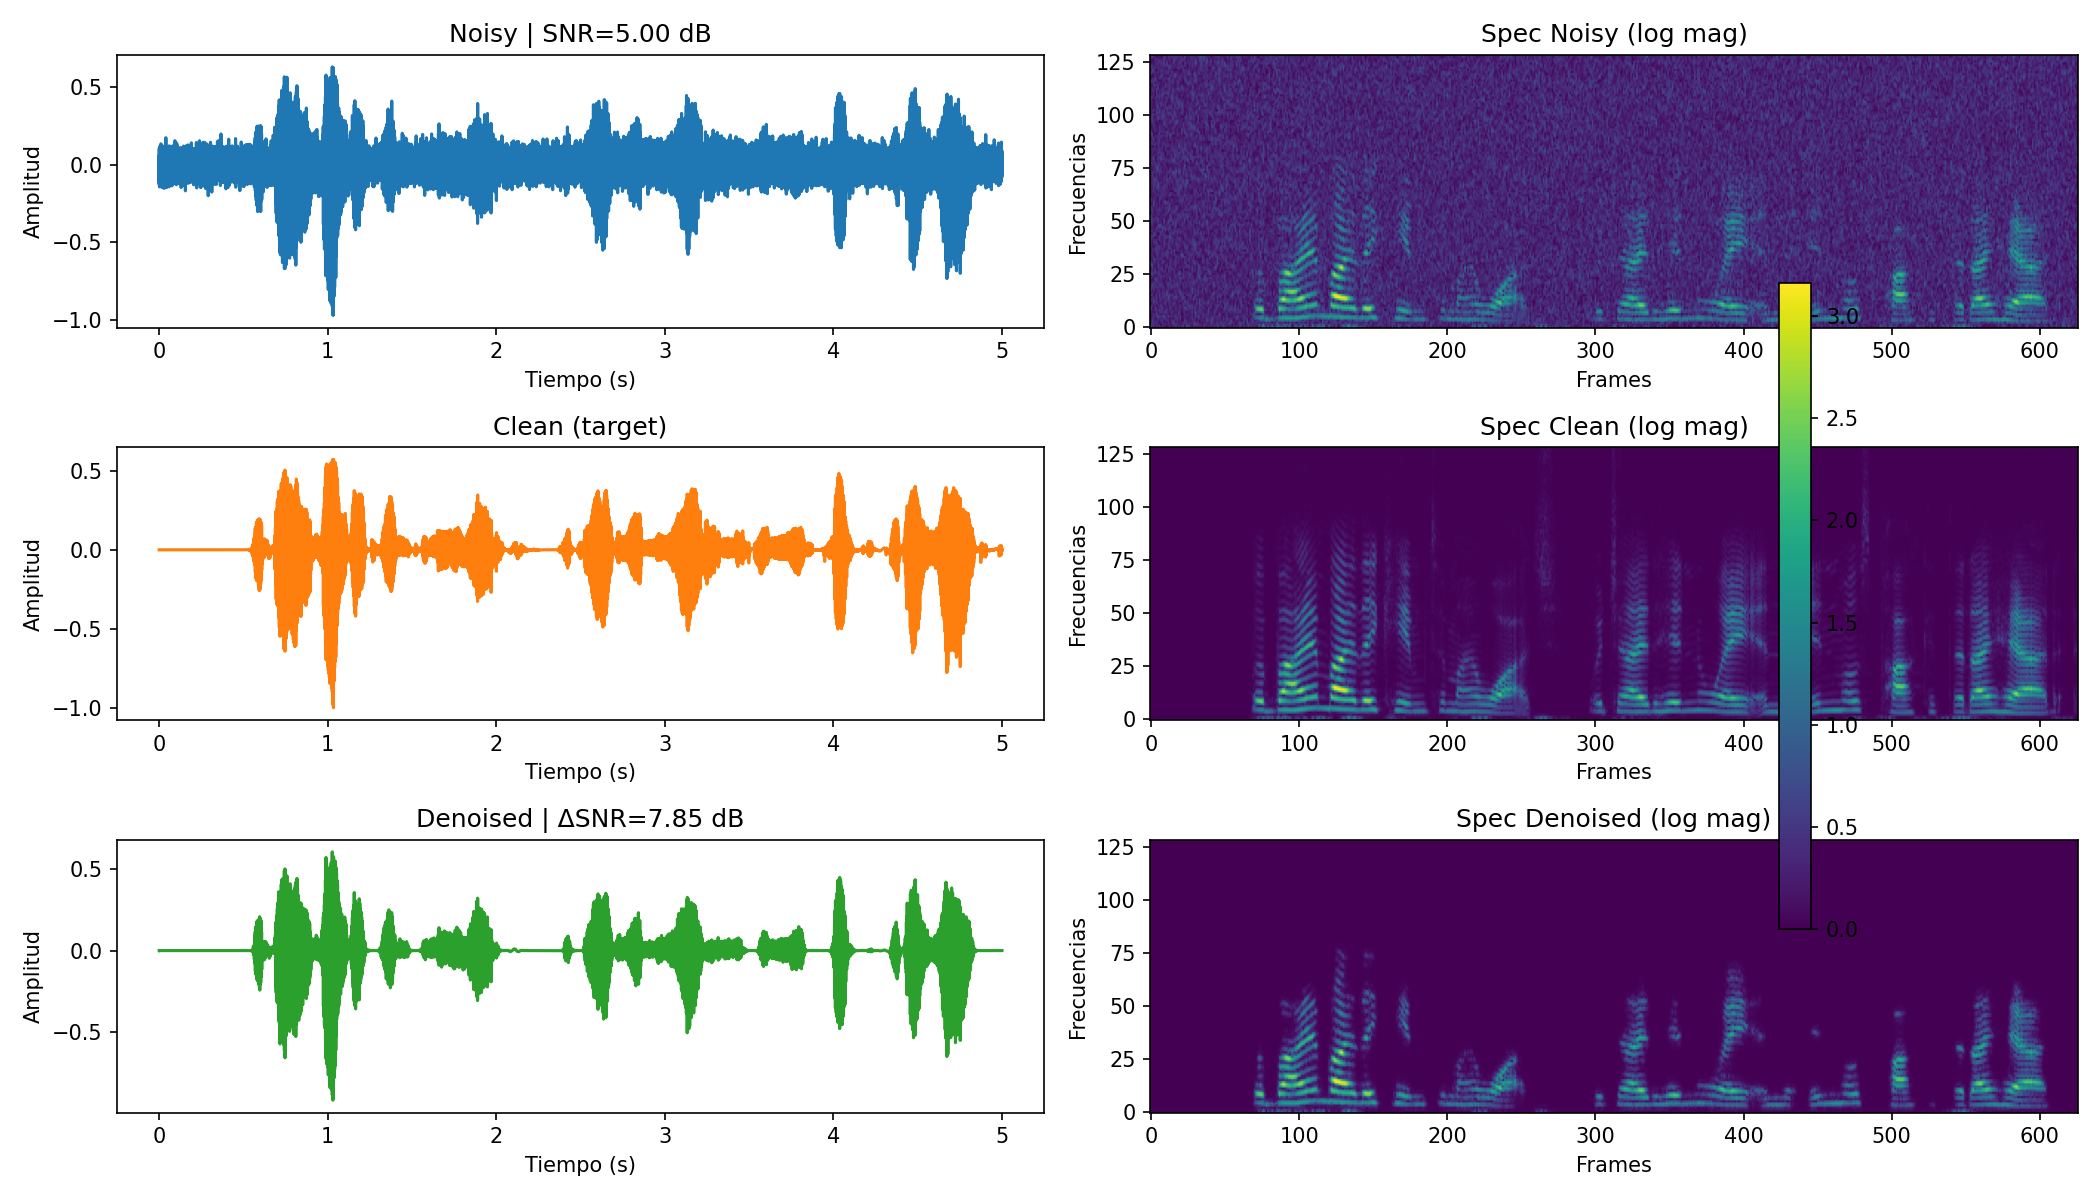 Noisy | SNR=5.00 dB
Amplitud
0.5
0.0
−0.5
−1.0
0 1 2 3 4 5
Tiempo (s)
Spec Noisy (log mag)
Frecuencias
125
100
75
50
25
0
0 100 200 300 400 500 600
Frames
Clean (target)
Amplitud
0.5
0.0
−0.5
−1.0
0 1 2 3 4 5
Tiempo (s)
Spec Clean (log mag)
Frecuencias
125
100
75
50
25
0
0 100 200 300 400 500 600
Frames
Denoised | ΔSNR=7.85 dB
Amplitud
0.5
0.0
−0.5
0 1 2 3 4 5
Tiempo (s)
Spec Denoised (log mag)
Frecuencias
125
100
75
50
25
0
0 100 200 300 400 500 600
Frames
3.0
2.5
2.0
1.5
1.0
0.5
0.0